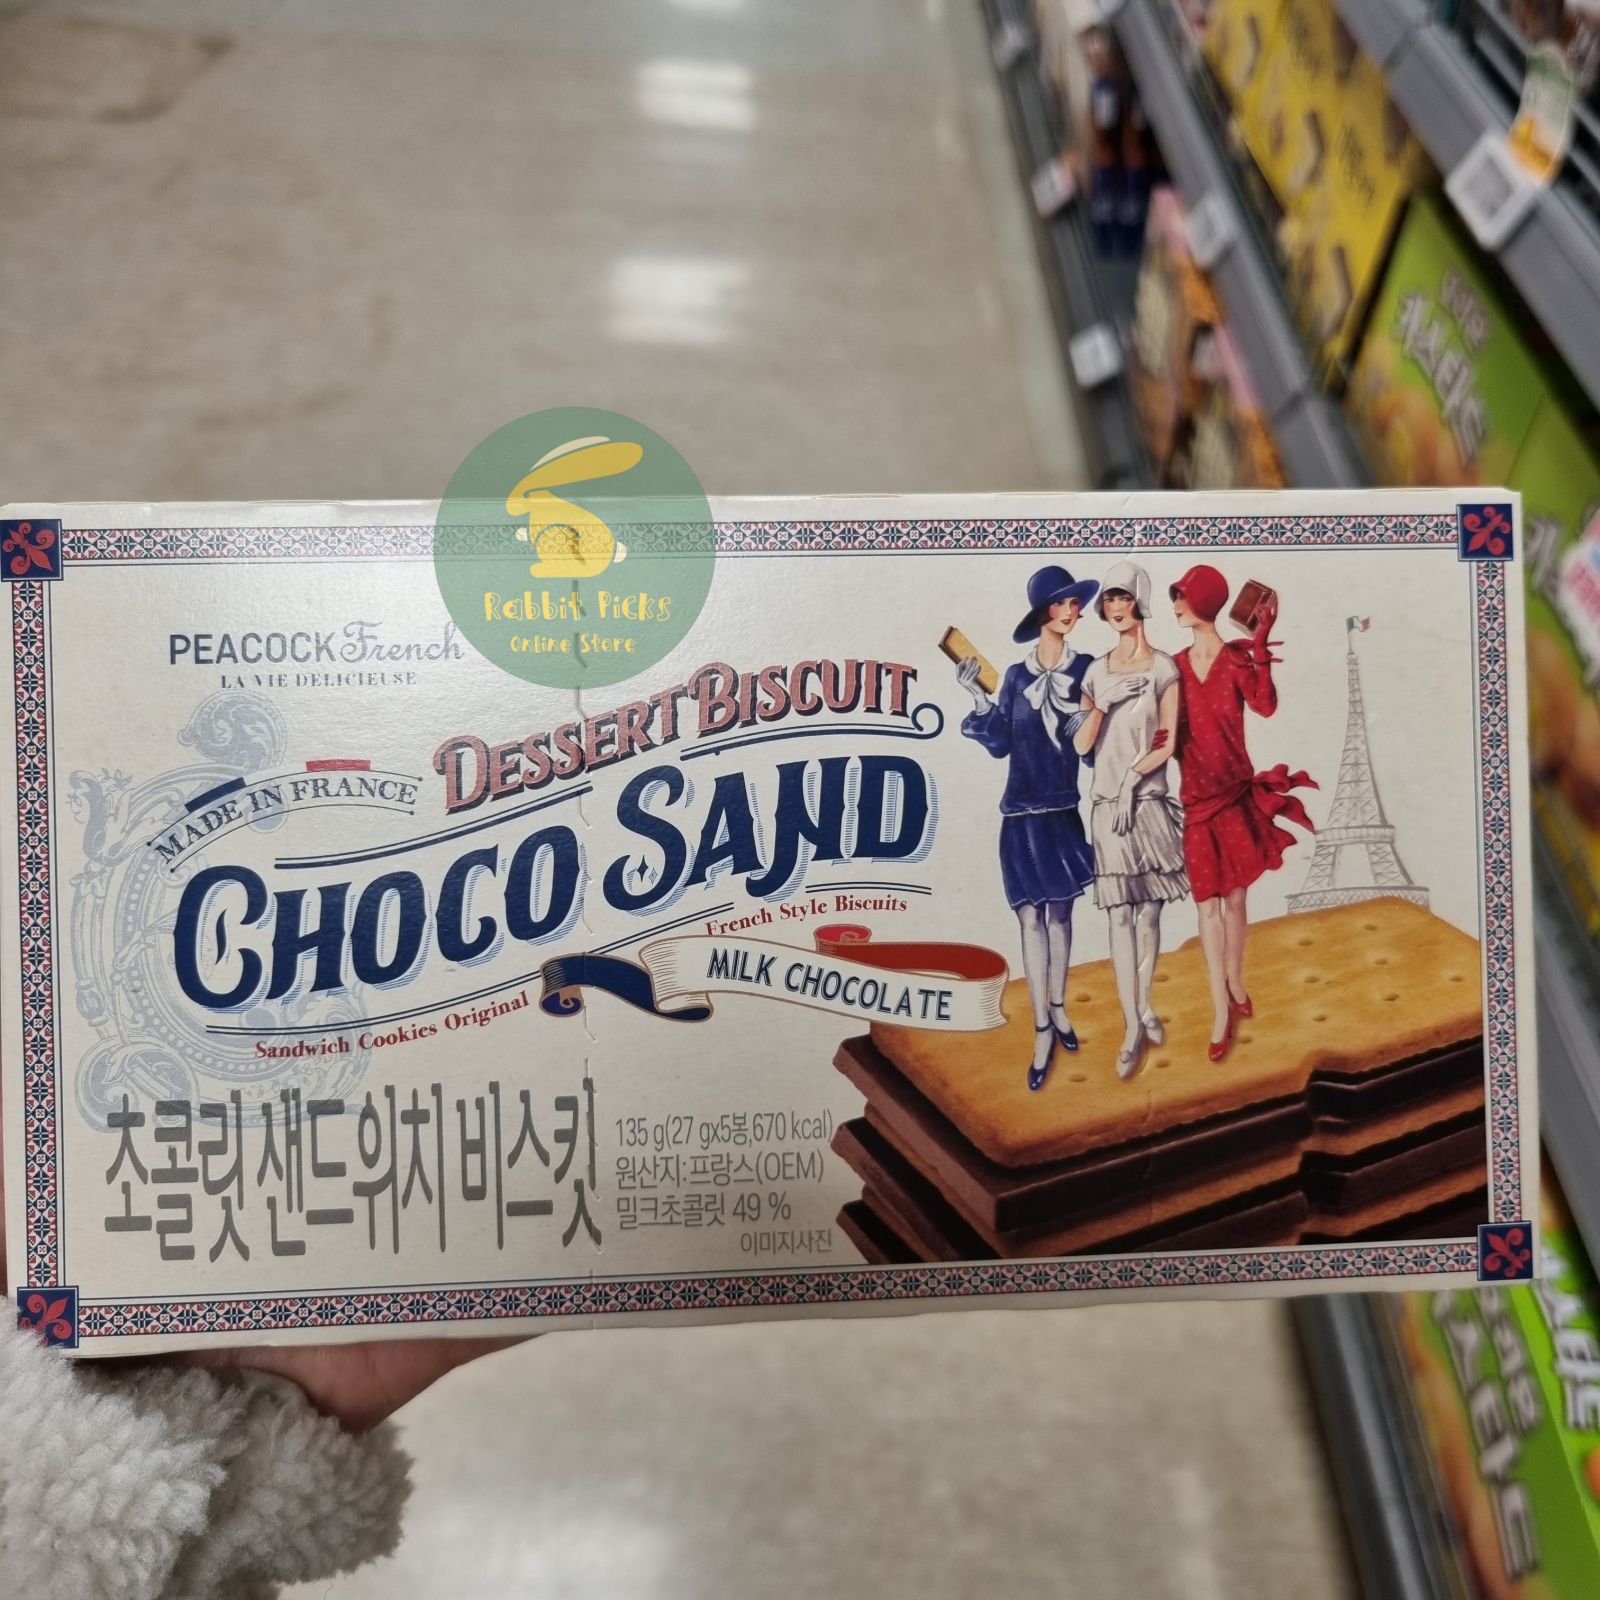 Rabbit Picks
Online Store
PEACOCK French
LA VIE DELICIEUSE
MADE IN FRANCE
DESSERT BISCUIT
CHOCO SAND
French Style Biscuits
MILK CHOCOLATE
Sandwich Cookies Original
초콜릿 샌드위치 비스킷
135 g(27 gx5봉,670 kcal)
원산지:프랑스(OEM)
밀크초콜릿 49 %
이미지사진